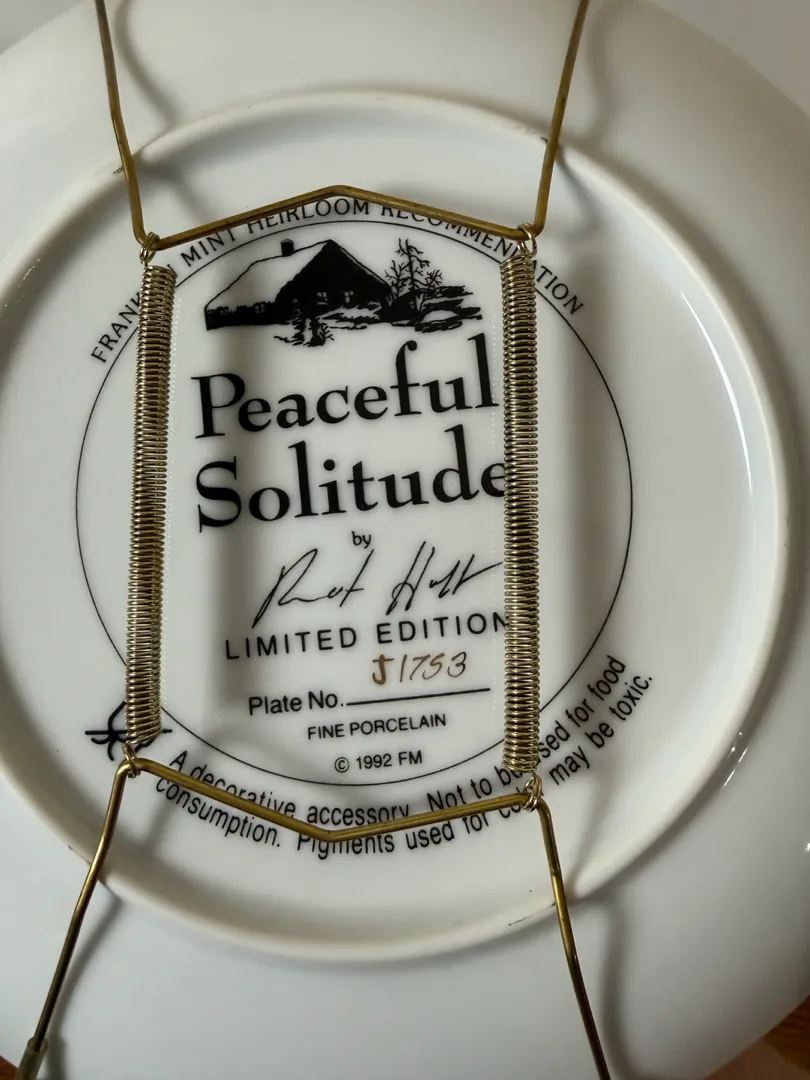 FRANKLIN MINT HEIRLOOM RECOMMENDATION
Peaceful
Solitude
by
LIMITED EDITION
Plate No.
FINE PORCELAIN
© 1992 FM
A decorative accessory. Not to be used for food
consumption. Pigments used for color may be toxic.